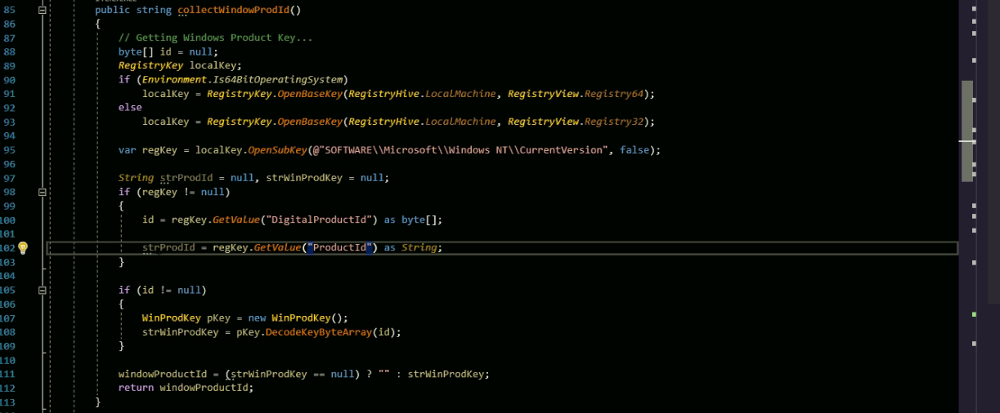 85 public string collectWindowProdId()
86 {
87 // Getting Windows Product Key...
88 byte[] id = null;
89 RegistryKey localKey;
90 if (Environment.Is64BitOperatingSystem)
91 localKey = RegistryKey.OpenBaseKey(RegistryHive.LocalMachine, RegistryView.Registry64);
92 else
93 localKey = RegistryKey.OpenBaseKey(RegistryHive.LocalMachine, RegistryView.Registry32);
94
95 var regKey = localKey.OpenSubKey(@"SOFTWARE\\Microsoft\\Windows NT\\CurrentVersion", false);
96
97 String strProdId = null, strWinProdKey = null;
98 if (regKey != null)
99 {
100 id = regKey.GetValue("DigitalProductId") as byte[];
101
102 strProdId = regKey.GetValue("ProductId") as String;
103 }
104
105 if (id != null)
106 {
107 WinProdKey pKey = new WinProdKey();
108 strWinProdKey = pKey.DecodeKeyByteArray(id);
109 }
110
111 windowProductId = (strWinProdKey == null) ? "" : strWinProdKey;
112 return windowProductId;
113 }